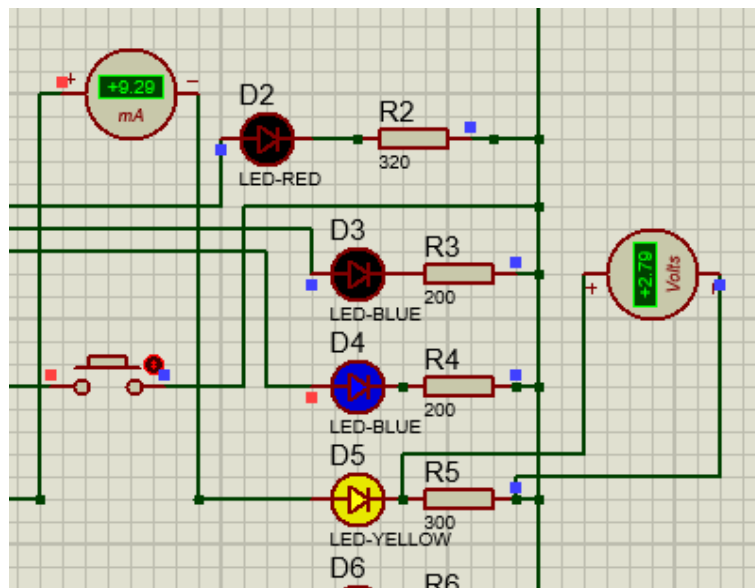 +
+9.29
−
mA
D2
R2
320
LED-RED
D3
R3
200
LED-BLUE
+2.79
Volts
+
D4
R4
200
LED-BLUE
D5
R5
300
LED-YELLOW
D6
R6